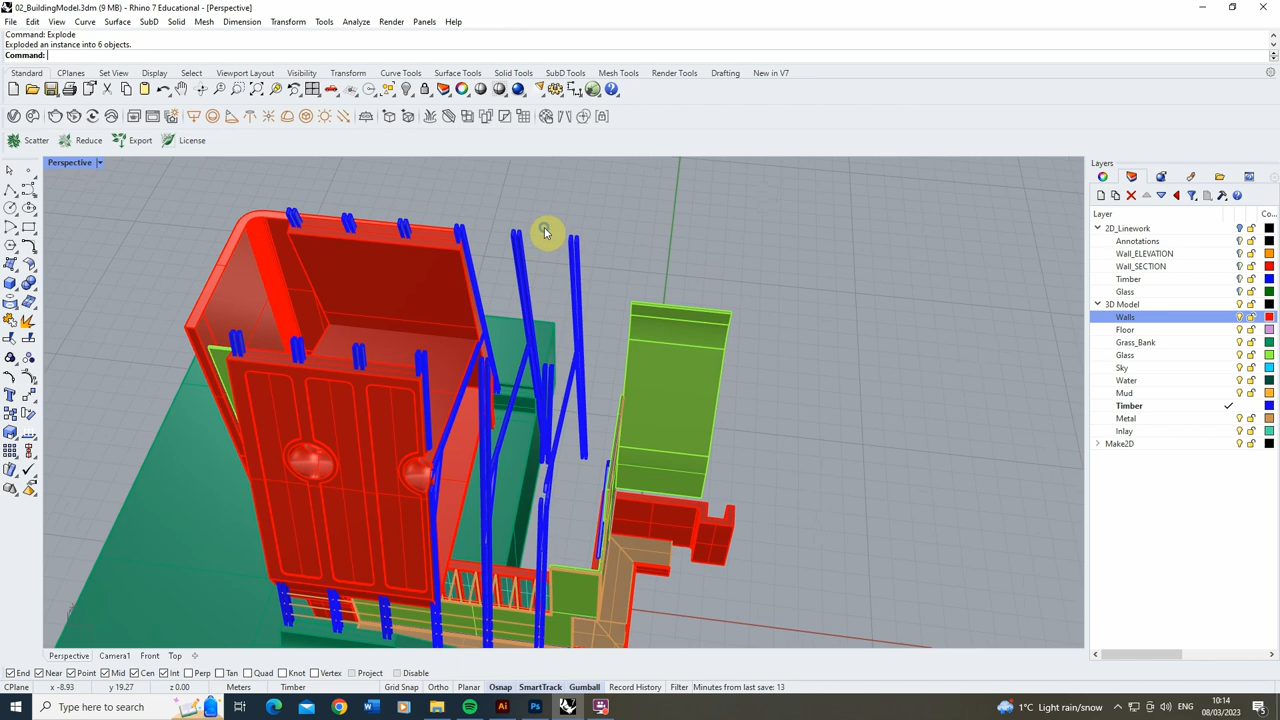 02_BuildingModel.3dm (9 MB) - Rhino 7 Educational - [Perspective]
File Edit View Curve Surface SubD Solid Mesh Dimension Transform Tools Analyze Render Panels Help
Command: Explode
Exploded an instance into 6 objects.
Command:
Standard CPlanes Set View Display Select Viewport Layout Visibility Transform Curve Tools Surface Tools Solid Tools SubD Tools Mesh Tools Render Tools Drafting New in V7
Scatter Reduce Export License
Perspective
Layers
Layer Co...
2D_Linework
Annotations
Wall_ELEVATION
Wall_SECTION
Timber
Glass
3D Model
Walls
Floor
Grass_Bank
Glass
Sky
Water
Mud
Timber
Metal
Inlay
Make2D
Perspective Camera1 Front Top
End Near Point Mid Cen Int Perp Tan Quad Knot Vertex Project Disable
CPlane x -8.93 y 19.27 z 0.00 Meters Timber Grid Snap Ortho Planar Osnap SmartTrack Gumball Record History Filter Minutes from last save: 13
Type here to search 1°C Light rain/snow 10:14
08/03/2023